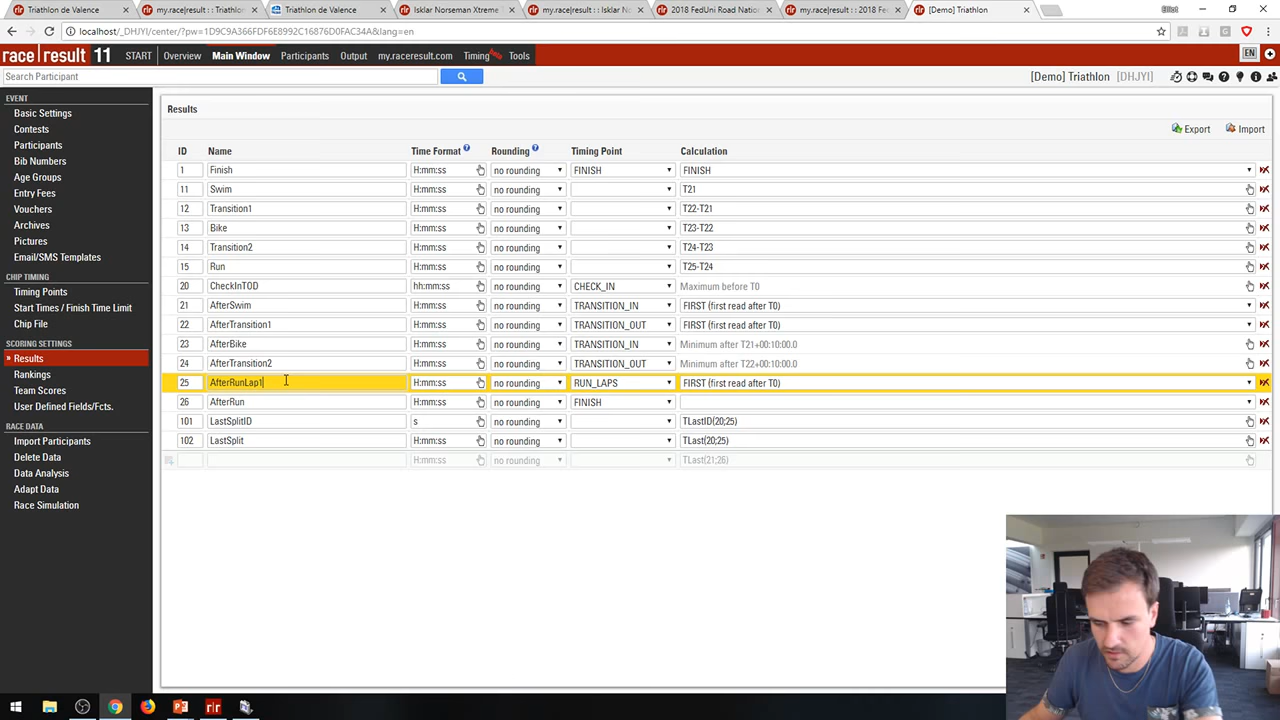 Triathlon de Valence
my.race|result : : Triathl
Triathlon de Valence
Isklar Norseman Xtreme T
my.race|result : : Isklar No
2018 FedUni Road Nation
my.race|result : : 2018 Fe
[Demo] Triathlon
Elliot
localhost/_DHJYI/center/?pw=1D9C9A366FDF6E8992C16876D0FAC34A&lang=en
race|result 11
START
Overview
Main Window
Participants
Output
my.raceresult.com
Timing
Tools
EN
Search Participant
[Demo] Triathlon [DHJYI]
EVENT
Basic Settings
Contests
Participants
Bib Numbers
Age Groups
Entry Fees
Vouchers
Archives
Pictures
Email/SMS Templates
CHIP TIMING
Timing Points
Start Times / Finish Time Limit
Chip File
SCORING SETTINGS
» Results
Rankings
Team Scores
User Defined Fields/Fcts.
RACE DATA
Import Participants
Delete Data
Data Analysis
Adapt Data
Race Simulation
Results
Export Import
ID Name Time Format Rounding Timing Point Calculation
1 Finish H:mm:ss no rounding FINISH FINISH
11 Swim H:mm:ss no rounding T21
12 Transition1 H:mm:ss no rounding T22-T21
13 Bike H:mm:ss no rounding T23-T22
14 Transition2 H:mm:ss no rounding T24-T23
15 Run H:mm:ss no rounding T25-T24
20 CheckInTOD hh:mm:ss no rounding CHECK_IN Maximum before T0
21 AfterSwim H:mm:ss no rounding TRANSITION_IN FIRST (first read after T0)
22 AfterTransition1 H:mm:ss no rounding TRANSITION_OUT FIRST (first read after T0)
23 AfterBike H:mm:ss no rounding TRANSITION_IN Minimum after T21+00:10:00.0
24 AfterTransition2 H:mm:ss no rounding TRANSITION_OUT Minimum after T22+00:10:00.0
25 AfterRunLap1 H:mm:ss no rounding RUN_LAPS FIRST (first read after T0)
26 AfterRun H:mm:ss no rounding FINISH
101 LastSplitID s no rounding TLastID(20;25)
102 LastSplit H:mm:ss no rounding TLast(20;25)
H:mm:ss no rounding TLast(21;26)